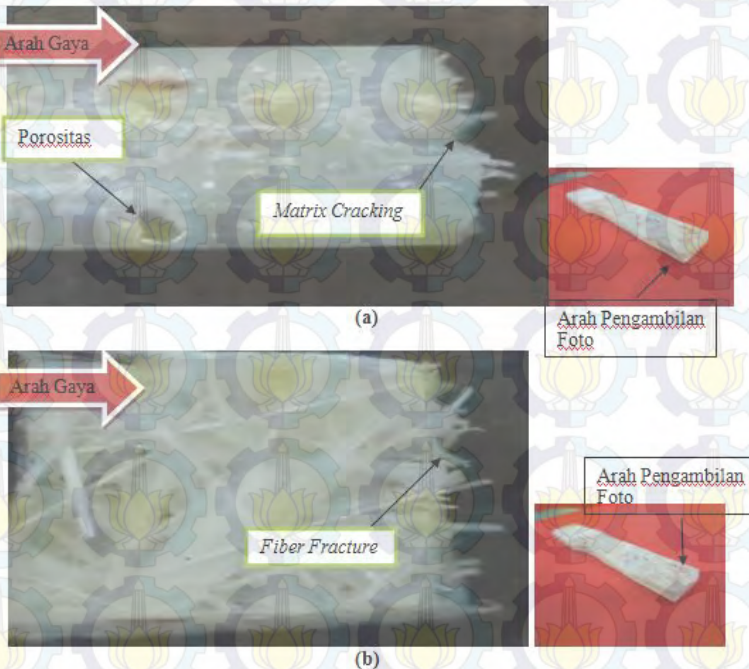 Arah Gaya
Porositas
Matrix Cracking
Arah Pengambilan
Foto
(a)
Arah Gaya
Fiber Fracture
Arah Pengambilan
Foto
(b)